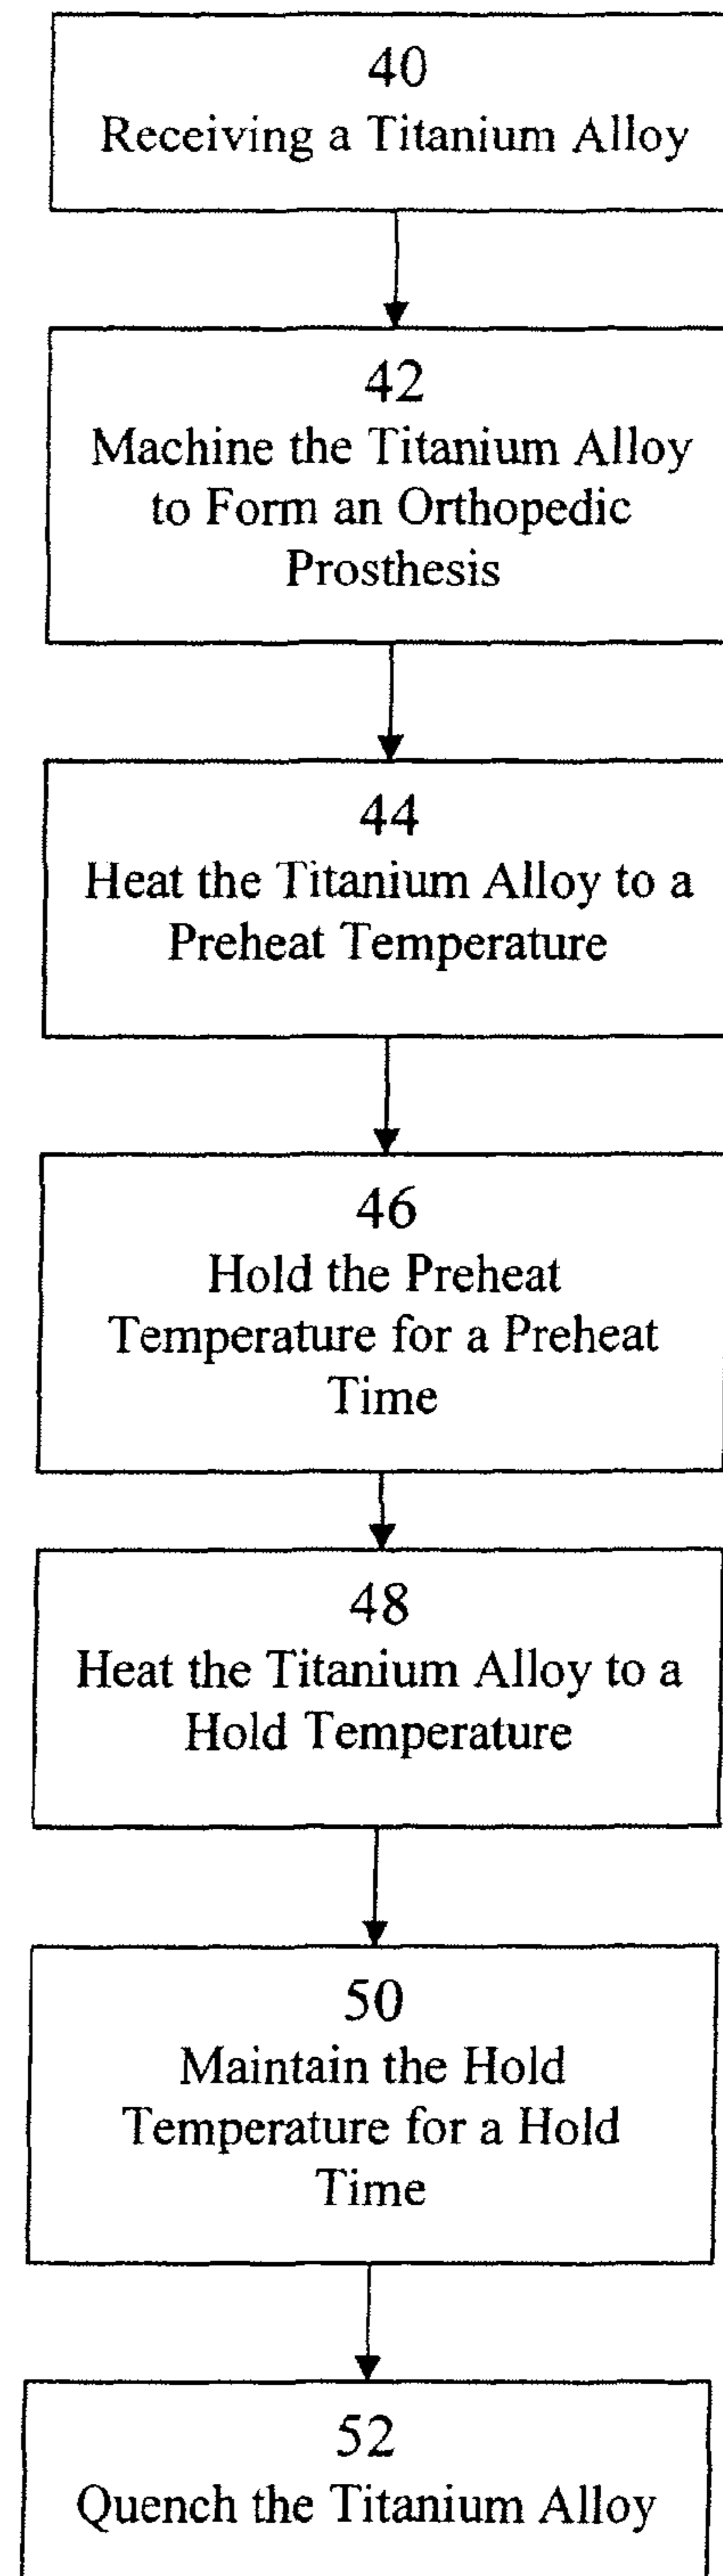 40
Receiving a Titanium Alloy
42
Machine the Titanium Alloy
to Form an Orthopedic
Prosthesis
44
Heat the Titanium Alloy to a
Preheat Temperature
46
Hold the Preheat
Temperature for a Preheat
Time
48
Heat the Titanium Alloy to a
Hold Temperature
50
Maintain the Hold
Temperature for a Hold
Time
52
Quench the Titanium Alloy